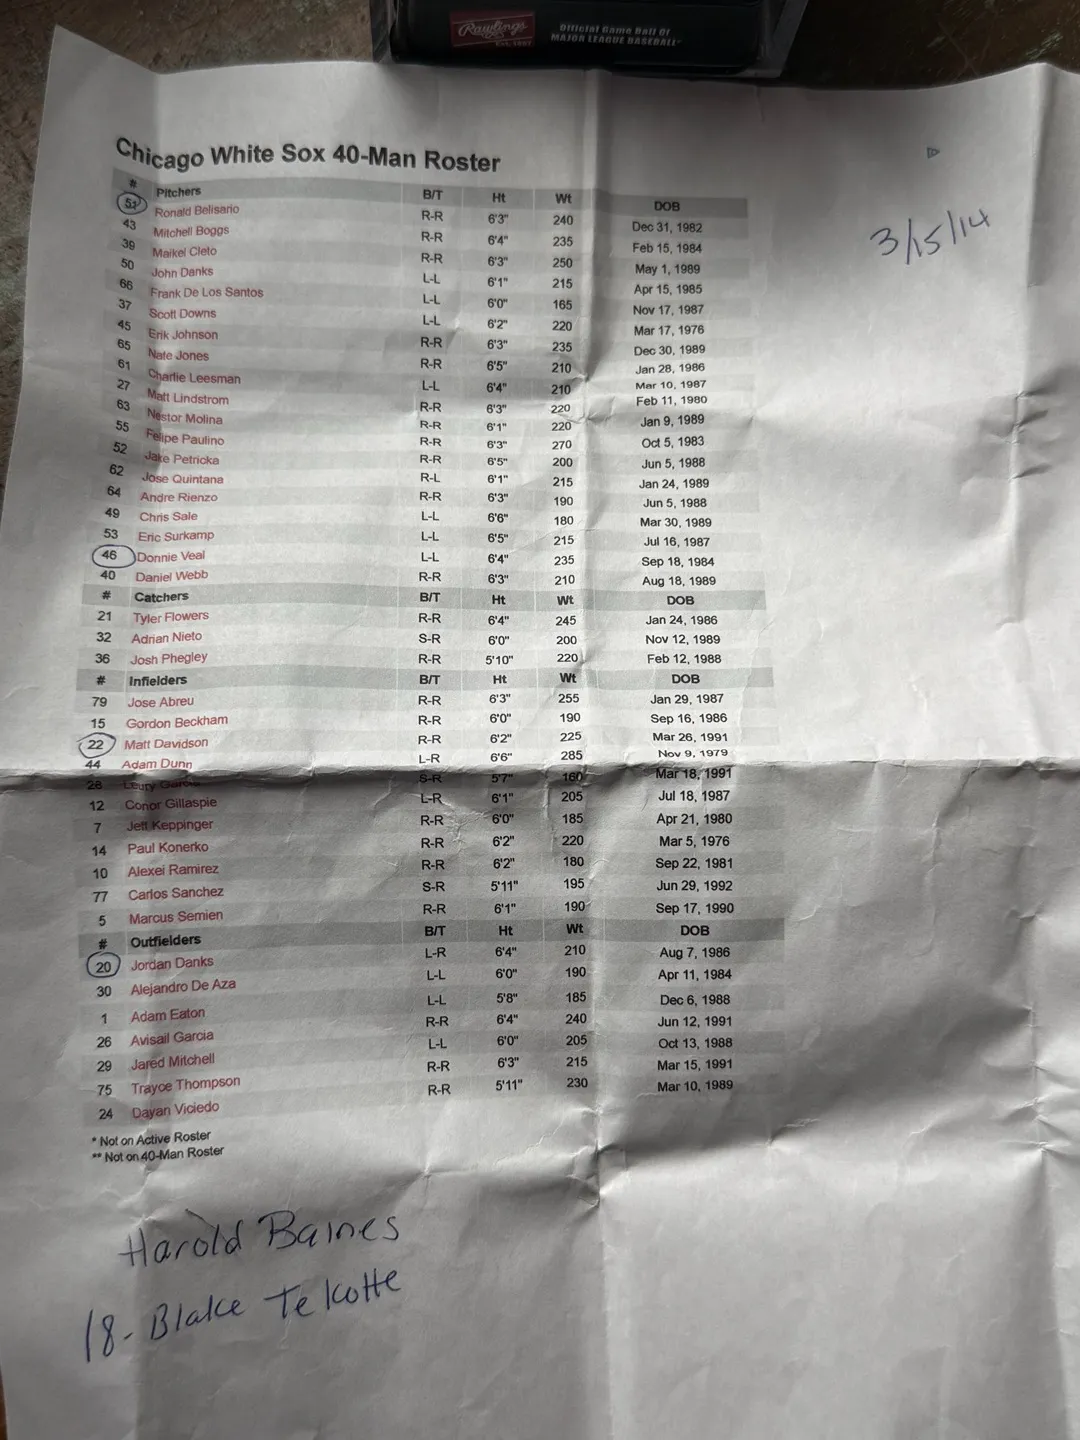 Rawlings
Est. 1887
Official Game Ball Of
MAJOR LEAGUE BASEBALL
Chicago White Sox 40-Man Roster
3/15/14
# Pitchers B/T Ht Wt DOB
51 Ronald Belisario R-R 6'3" 240 Dec 31, 1982
43 Mitchell Boggs R-R 6'4" 235 Feb 15, 1984
39 Maikel Cleto R-R 6'3" 250 May 1, 1989
50 John Danks L-L 6'1" 215 Apr 15, 1985
66 Frank De Los Santos L-L 6'0" 165 Nov 17, 1987
37 Scott Downs L-L 6'2" 220 Mar 17, 1976
45 Erik Johnson R-R 6'3" 235 Dec 30, 1989
65 Nate Jones R-R 6'5" 210 Jan 28, 1986
61 Charlie Leesman L-L 6'4" 210 Mar 10, 1987
27 Matt Lindstrom R-R 6'3" 220 Feb 11, 1980
63 Nestor Molina R-R 6'1" 220 Jan 9, 1989
55 Felipe Paulino R-R 6'3" 270 Oct 5, 1983
52 Jake Petricka R-R 6'5" 200 Jun 5, 1988
62 Jose Quintana R-L 6'1" 215 Jan 24, 1989
64 Andre Rienzo R-R 6'3" 190 Jun 5, 1988
49 Chris Sale L-L 6'6" 180 Mar 30, 1989
53 Eric Surkamp L-L 6'5" 215 Jul 16, 1987
46 Donnie Veal L-L 6'4" 235 Sep 18, 1984
40 Daniel Webb R-R 6'3" 210 Aug 18, 1989
# Catchers B/T Ht Wt DOB
21 Tyler Flowers R-R 6'4" 245 Jan 24, 1986
32 Adrian Nieto S-R 6'0" 200 Nov 12, 1989
36 Josh Phegley R-R 5'10" 220 Feb 12, 1988
# Infielders B/T Ht Wt DOB
79 Jose Abreu R-R 6'3" 255 Jan 29, 1987
15 Gordon Beckham R-R 6'0" 190 Sep 16, 1986
22 Matt Davidson R-R 6'2" 225 Mar 26, 1991
44 Adam Dunn L-R 6'6" 285 Nov 9, 1979
28 Leury Garcia S-R 5'7" 160 Mar 18, 1991
12 Conor Gillaspie L-R 6'1" 205 Jul 18, 1987
7 Jeff Keppinger R-R 6'0" 185 Apr 21, 1980
14 Paul Konerko R-R 6'2" 220 Mar 5, 1976
10 Alexei Ramirez R-R 6'2" 180 Sep 22, 1981
77 Carlos Sanchez S-R 5'11" 195 Jun 29, 1992
5 Marcus Semien R-R 6'1" 190 Sep 17, 1990
# Outfielders B/T Ht Wt DOB
20 Jordan Danks L-R 6'4" 210 Aug 7, 1986
30 Alejandro De Aza L-L 6'0" 190 Apr 11, 1984
1 Adam Eaton L-L 5'8" 185 Dec 6, 1988
26 Avisail Garcia R-R 6'4" 240 Jun 12, 1991
29 Jared Mitchell L-L 6'0" 205 Oct 13, 1988
75 Trayce Thompson R-R 6'3" 215 Mar 15, 1991
24 Dayan Viciedo R-R 5'11" 230 Mar 10, 1989
* Not on Active Roster
** Not on 40-Man Roster
Harold Baines
18- Blake Tekotte